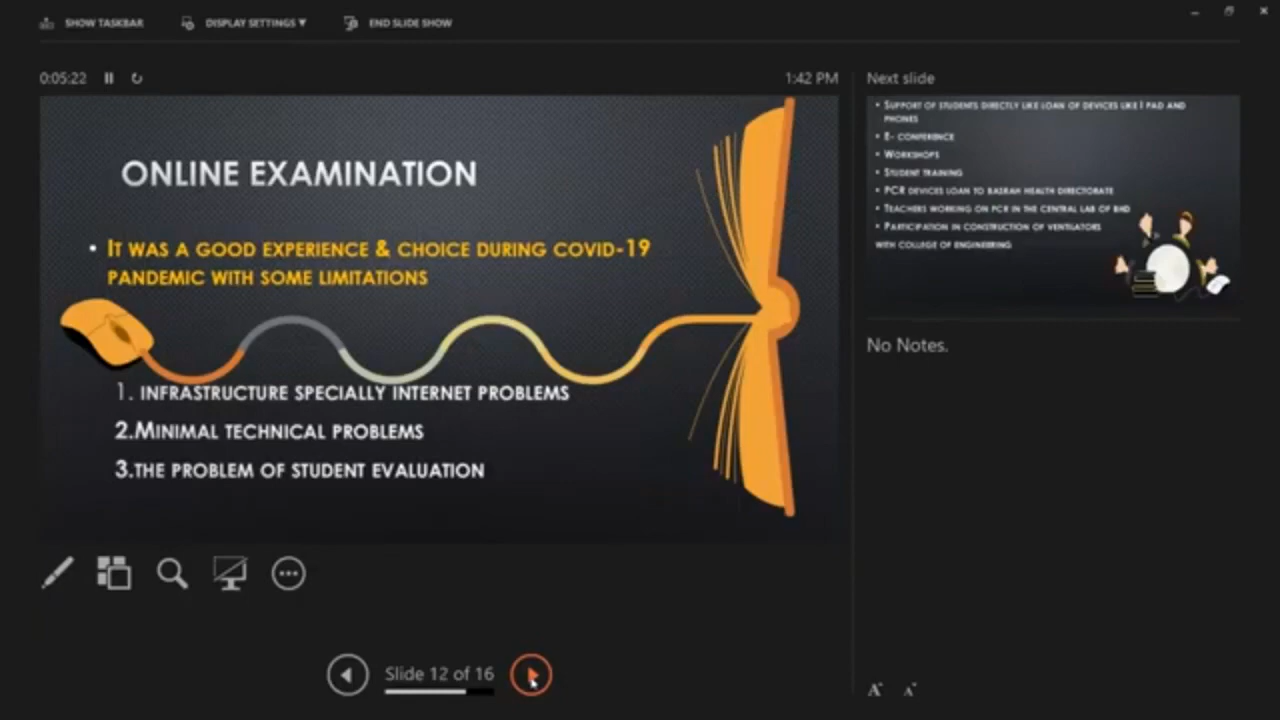 SHOW TASKBAR DISPLAY SETTINGS ▼ END SLIDE SHOW
0:05:22 1:42 PM
ONLINE EXAMINATION
• IT WAS A GOOD EXPERIENCE & CHOICE DURING COVID-19
PANDEMIC WITH SOME LIMITATIONS
1. INFRASTRUCTURE SPECIALLY INTERNET PROBLEMS
2.MINIMAL TECHNICAL PROBLEMS
3.THE PROBLEM OF STUDENT EVALUATION
Slide 12 of 16
Next slide
• SUPPORT OF STUDENTS DIRECTLY LIKE LOAN OF DEVICES LIKE I PAD AND
PHONES
• E- CONFERENCE
• WORKSHOPS
• STUDENT TRAINING
• PCR DEVICES LOAN TO BASRAH HEALTH DIRECTORATE
• TEACHERS WORKING ON PCR IN THE CENTRAL LAB OF BHD
• PARTICIPATION IN CONSTRUCTION OF VENTILATORS
WITH COLLEGE OF ENGINEERING
No Notes.
A A